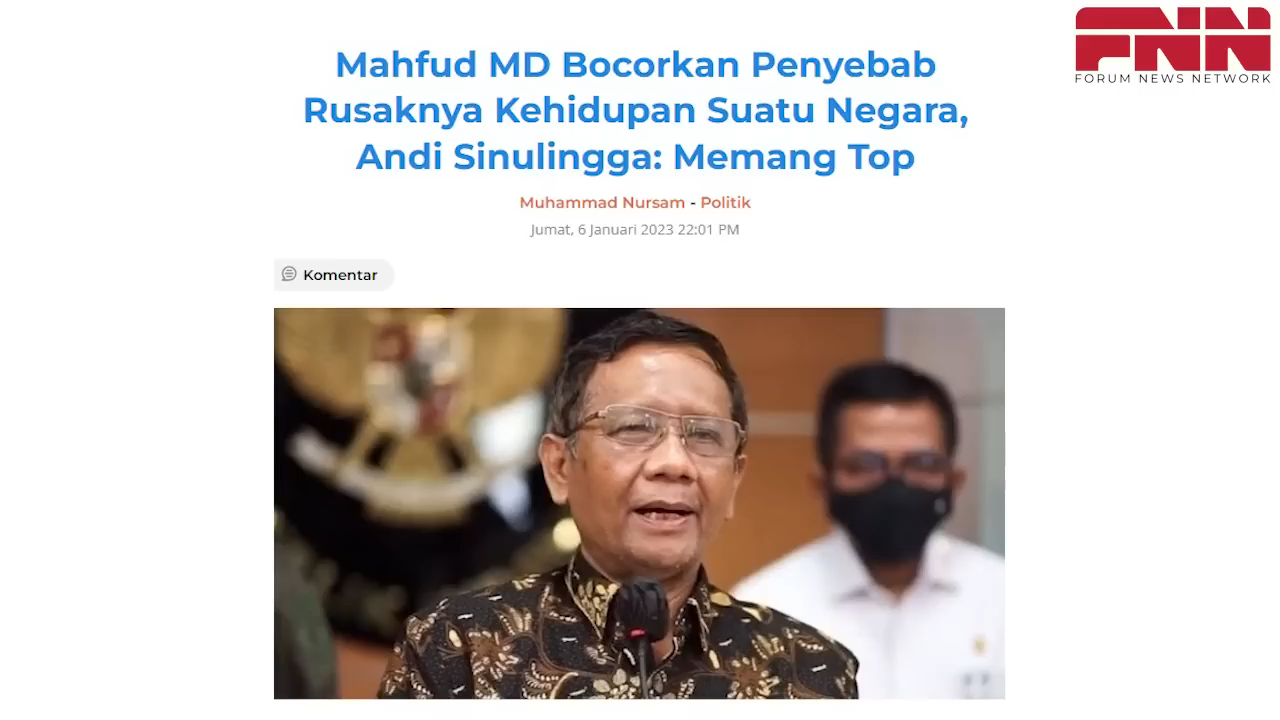 FNN
FORUM NEWS NETWORK
Mahfud MD Bocorkan Penyebab
Rusaknya Kehidupan Suatu Negara,
Andi Sinulingga: Memang Top
Muhammad Nursam - Politik
Jumat, 6 Januari 2023 22:01 PM
Komentar